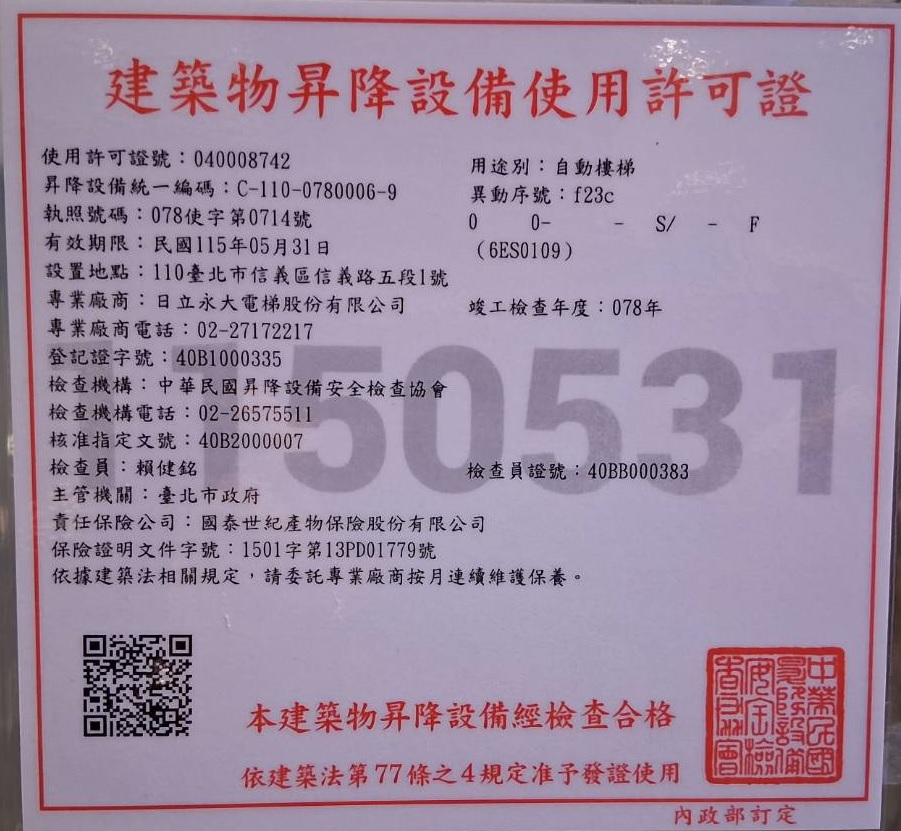 建築物昇降設備使用許可證
使用許可證號：040008742
用途別：自動樓梯
昇降設備統一編碼：C-110-0780006-9
異動序號：f23c
執照號碼：078使字第0714號
0 0- - S/ - F
有效期限：民國115年05月31日
(6ES0109)
設置地點：110臺北市信義區信義路五段1號
專業廠商：日立永大電梯股份有限公司
竣工檢查年度：078年
專業廠商電話：02-27172217
登記證字號：40B1000335
1150531
檢查機構：中華民國昇降設備安全檢查協會
檢查機構電話：02-26575511
核准指定文號：40B2000007
檢查員：賴健銘
檢查員證號：40BB000383
主管機關：臺北市政府
責任保險公司：國泰世紀產物保險股份有限公司
保險證明文件字號：1501字第13PD01779號
依據建築法相關規定，請委託專業廠商按月連續維護保養。
本建築物昇降設備經檢查合格
依建築法第77條之4規定准予發證使用
中華民國昇降設備安全檢查協會
內政部訂定